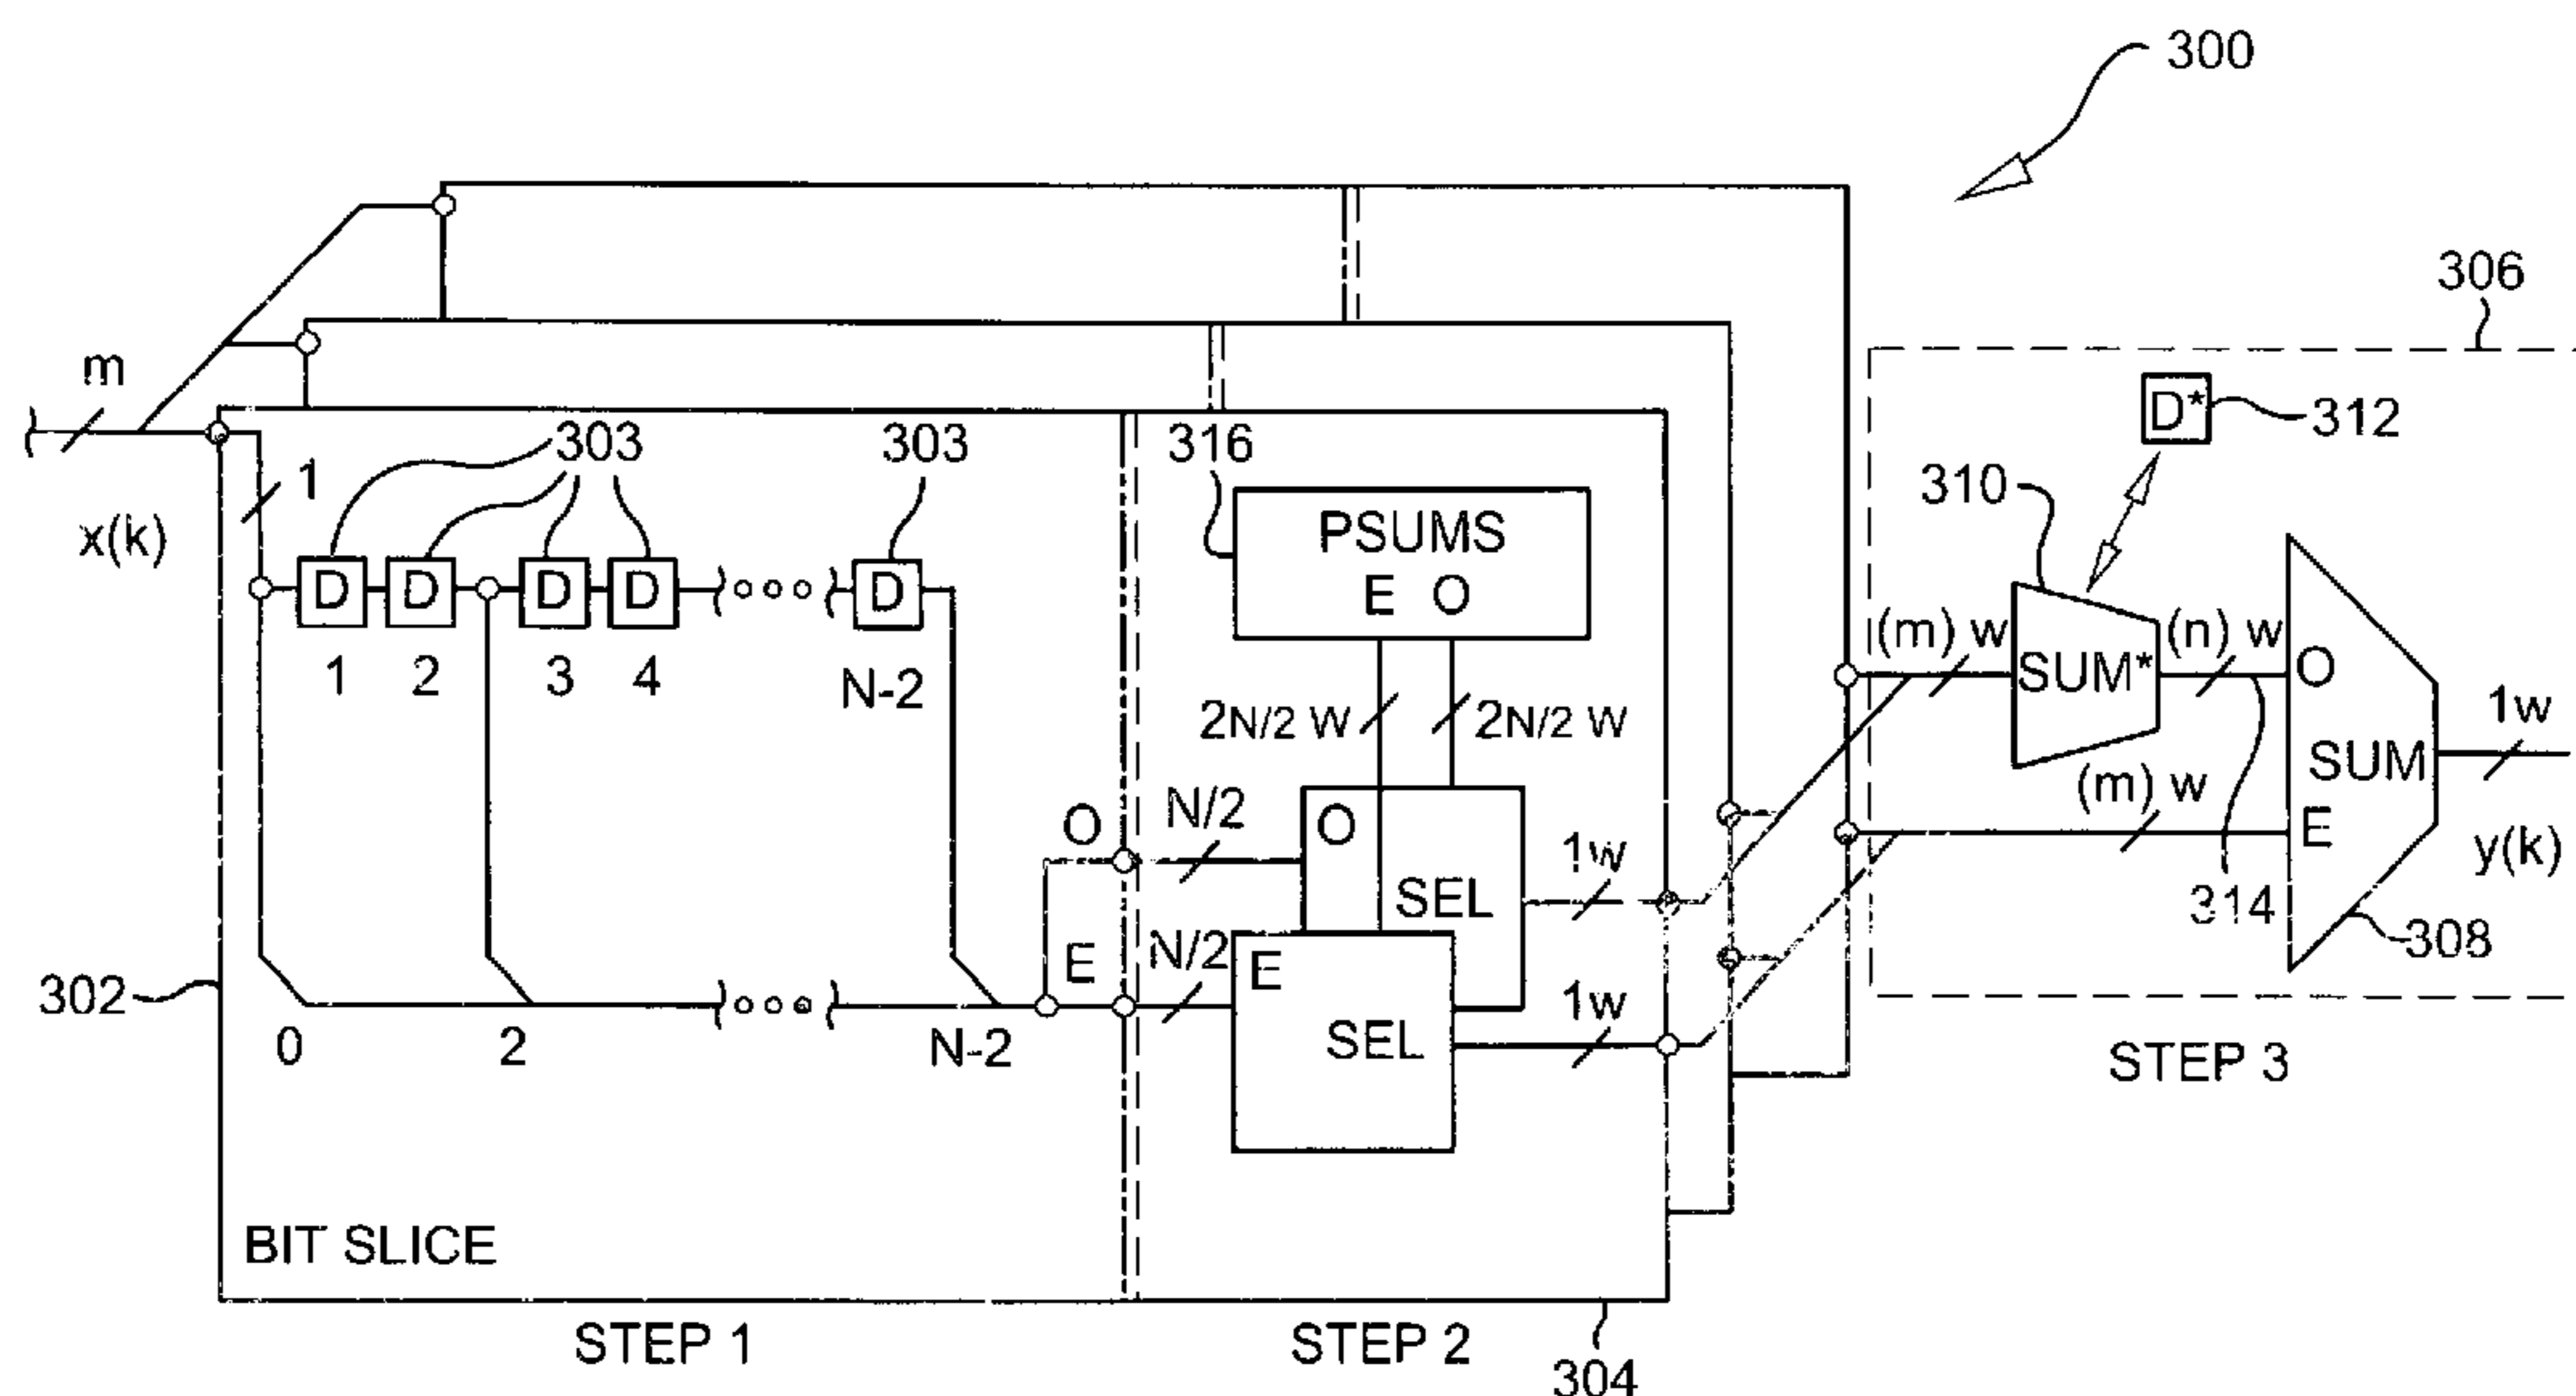 300
306
m
D*
312
303
303
316
310
1
x(k)
PSUMS
E O
D D D D D
1 2 3 4 N-2
(m) w
SUM*
(n) w
O
1w
2N/2 W
2N/2 W
SUM
(m) w
E
y(k)
314
308
O
N/2
O
SEL
1w
E
N/2
E
SEL
1w
302
0 2 N-2
STEP 3
BIT SLICE
STEP 1
STEP 2
304